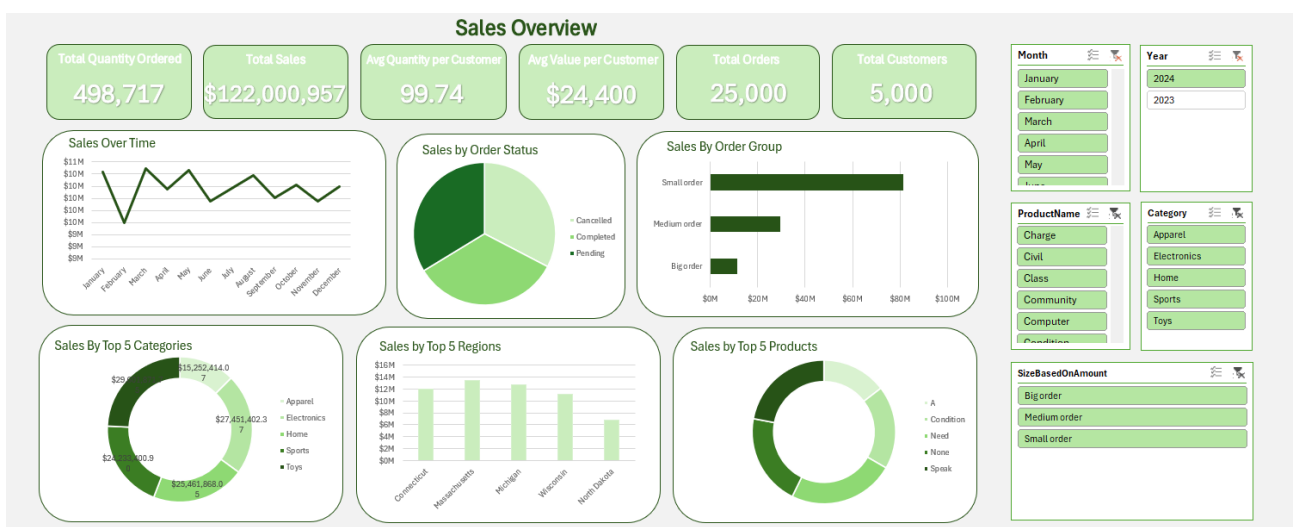 Sales Overview
Total Quantity Ordered
498,717
Total Sales
$122,000,957
Avg Quantity per Customer
99.74
Avg Value per Customer
$24,400
Total Orders
25,000
Total Customers
5,000
Month
January
February
March
April
May
June
Year
2024
2023
Sales Over Time
$11M
$10M
$10M
$10M
$10M
$10M
$9M
$9M
January
February
March
April
May
June
July
August
September
October
November
December
Sales by Order Status
Cancelled
Completed
Pending
Sales By Order Group
Small order
Medium order
Big order
$0M
$20M
$40M
$60M
$80M
$100M
ProductName
Charge
Civil
Class
Community
Computer
Condition
Category
Apparel
Electronics
Home
Sports
Toys
Sales By Top 5 Categories
$15,252,414.0
7
$27,451,402.3
7
$25,461,868.0
5
$29,
Apparel
Electronics
Home
Sports
Toys
Sales by Top 5 Regions
$16M
$14M
$12M
$10M
$8M
$6M
$4M
$2M
$0M
Connecticut
Massachusetts
Michigan
Wisconsin
North Dakota
Sales by Top 5 Products
A
Condition
Need
None
Speak
SizeBasedOnAmount
Big order
Medium order
Small order